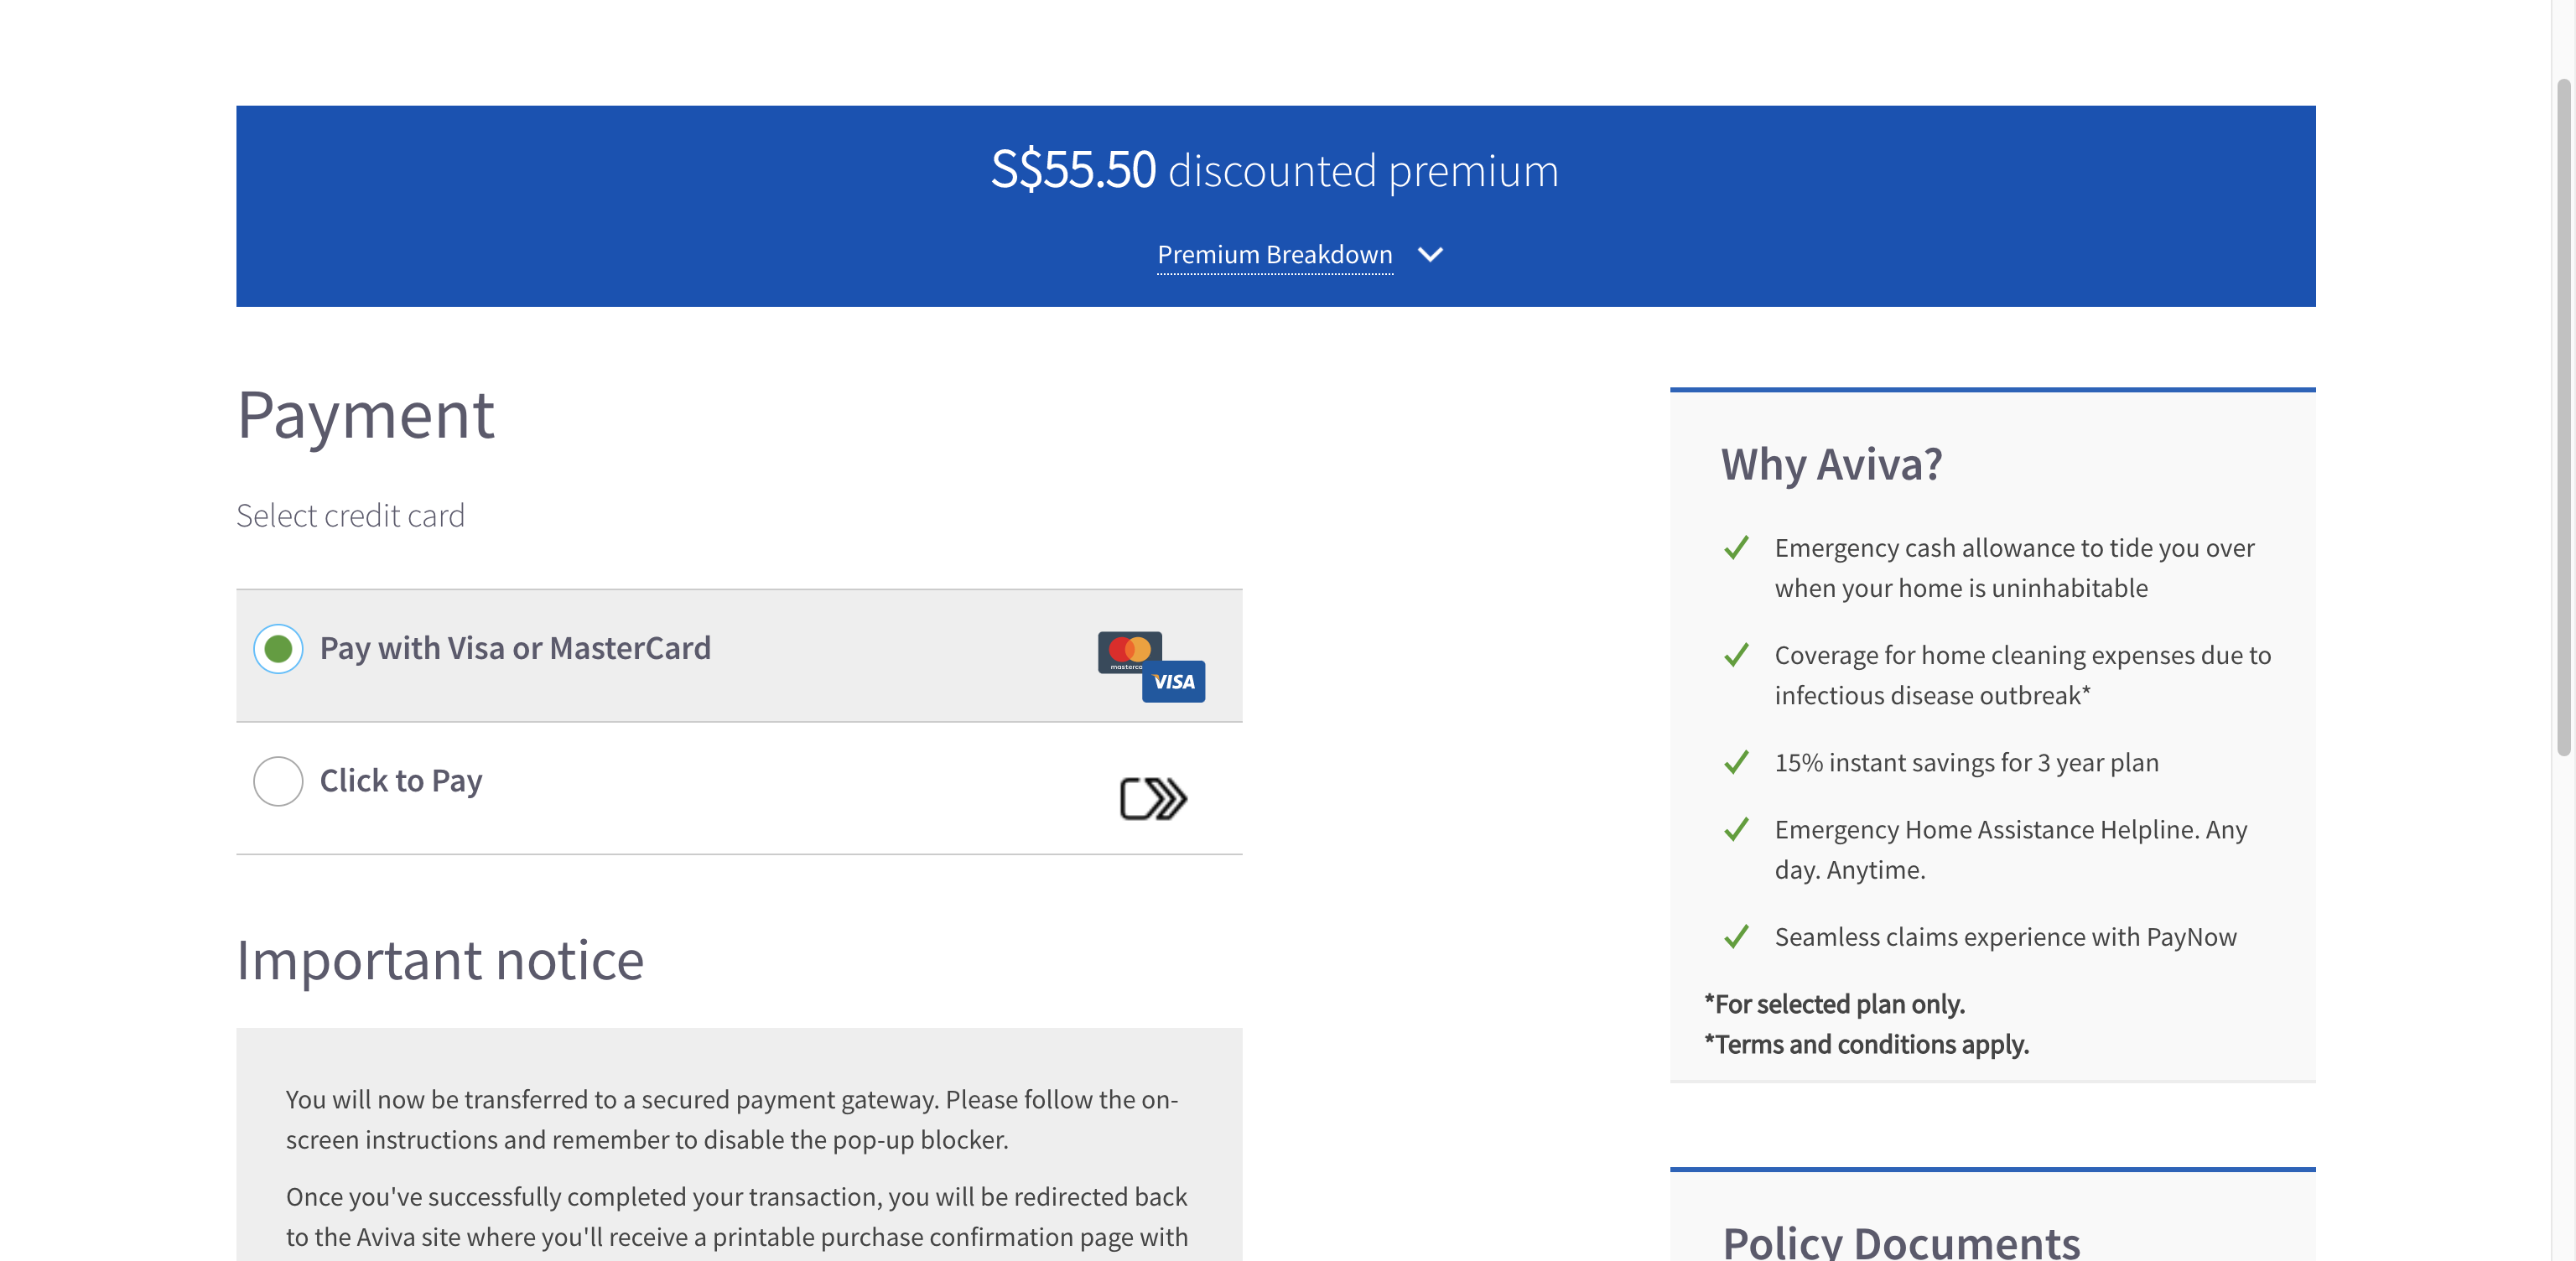 S$55.50 discounted premium
Premium Breakdown
Payment
Select credit card
Pay with Visa or MasterCard
VISA
Click to Pay
Important notice
You will now be transferred to a secured payment gateway. Please follow the on-
screen instructions and remember to disable the pop-up blocker.
Once you've successfully completed your transaction, you will be redirected back
to the Aviva site where you'll receive a printable purchase confirmation page with
Why Aviva?
Emergency cash allowance to tide you over
when your home is uninhabitable
Coverage for home cleaning expenses due to
infectious disease outbreak*
15% instant savings for 3 year plan
Emergency Home Assistance Helpline. Any
day. Anytime.
Seamless claims experience with PayNow
*For selected plan only.
*Terms and conditions apply.
Policy Documents